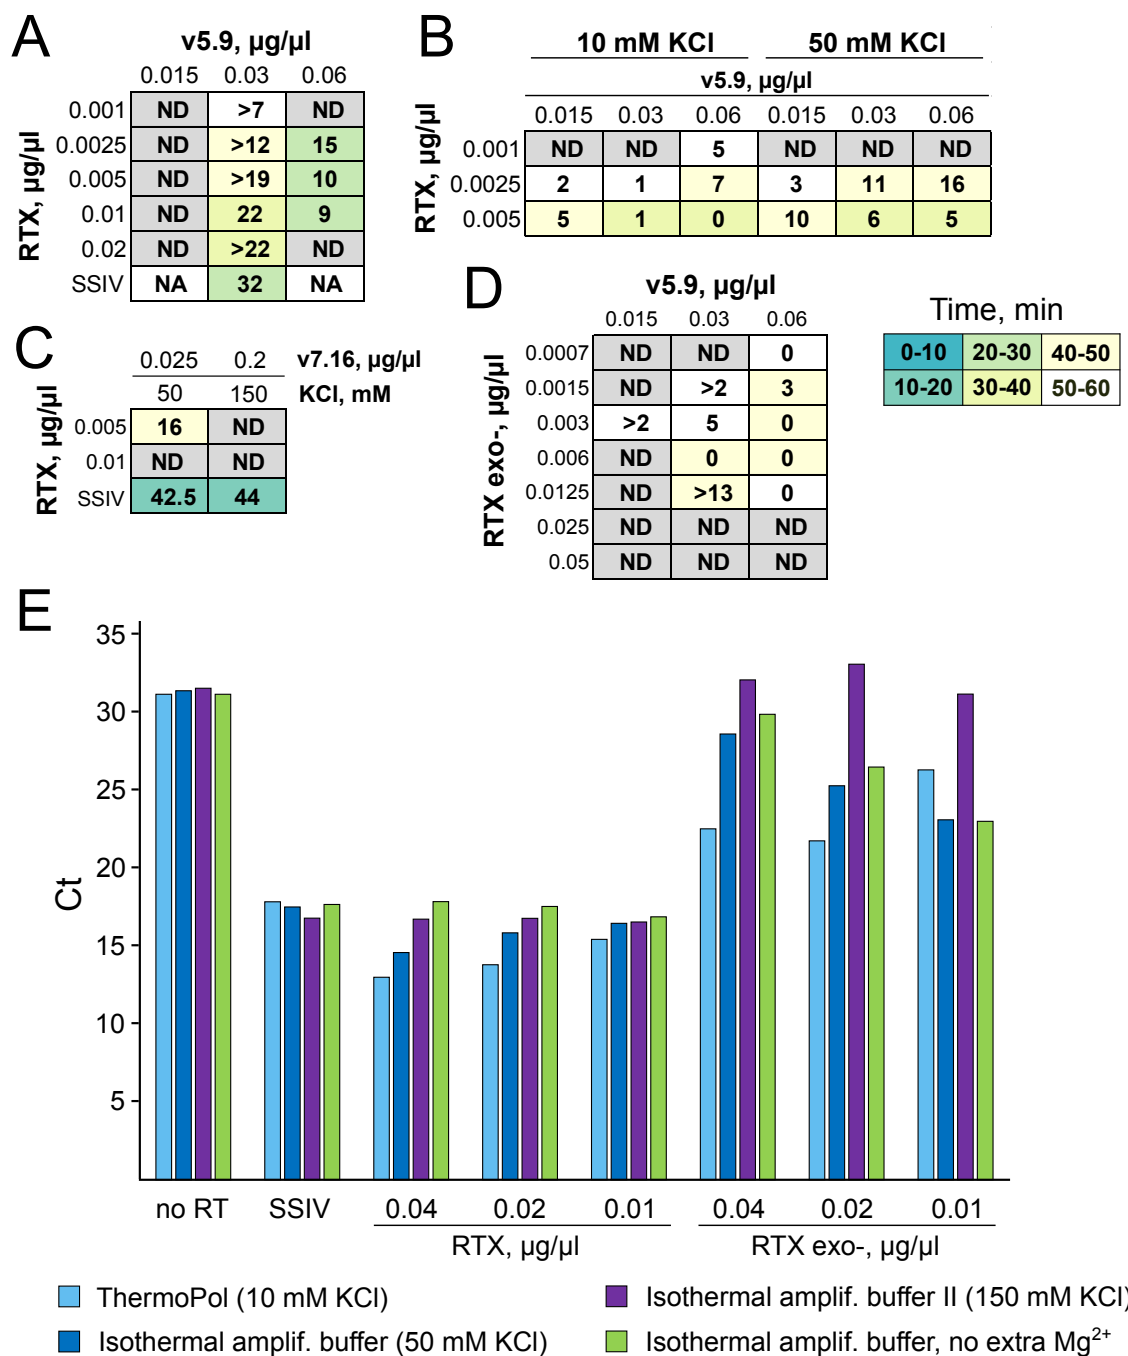 A
v5.9, µg/µl
0.015 0.03 0.06
RTX, µg/µl
0.001 ND >7 ND
0.0025 ND >12 15
0.005 ND >19 10
0.01 ND 22 9
0.02 ND >22 ND
SSIV NA 32 NA
B
10 mM KCl 50 mM KCl
v5.9, µg/µl
0.015 0.03 0.06 0.015 0.03 0.06
RTX, µg/µl
0.001 ND ND 5 ND ND ND
0.0025 2 1 7 3 11 16
0.005 5 1 0 10 6 5
C
0.025 0.2 v7.16, µg/µl
50 150 KCl, mM
RTX, µg/µl
0.005 16 ND
0.01 ND ND
SSIV 42.5 44
D
v5.9, µg/µl
0.015 0.03 0.06
RTX exo-, µg/µl
0.0007 ND ND 0
0.0015 ND >2 3
0.003 >2 5 0
0.006 ND 0 0
0.0125 ND >13 0
0.025 ND ND ND
0.05 ND ND ND
Time, min
0-10 20-30 40-50
10-20 30-40 50-60
E
Ct
35
30
25
20
15
10
5
no RT SSIV 0.04 0.02 0.01 0.04 0.02 0.01
RTX, µg/µl RTX exo-, µg/µl
ThermoPol (10 mM KCl)
Isothermal amplif. buffer (50 mM KCl)
Isothermal amplif. buffer II (150 mM KCl)
Isothermal amplif. buffer, no extra Mg²⁺